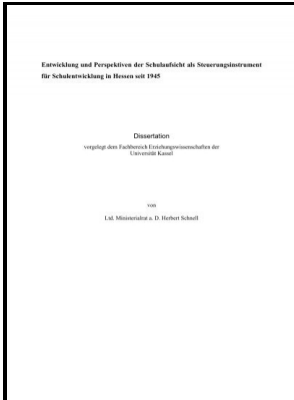 Entwicklung und Perspektiven der Schulaufsicht als Steuerungsinstrument
für Schulentwicklung in Hessen seit 1945
Dissertation
vorgelegt dem Fachbereich Erziehungswissenschaften der
Universität Kassel
von
Ltd. Ministerialrat a. D. Herbert Schnell